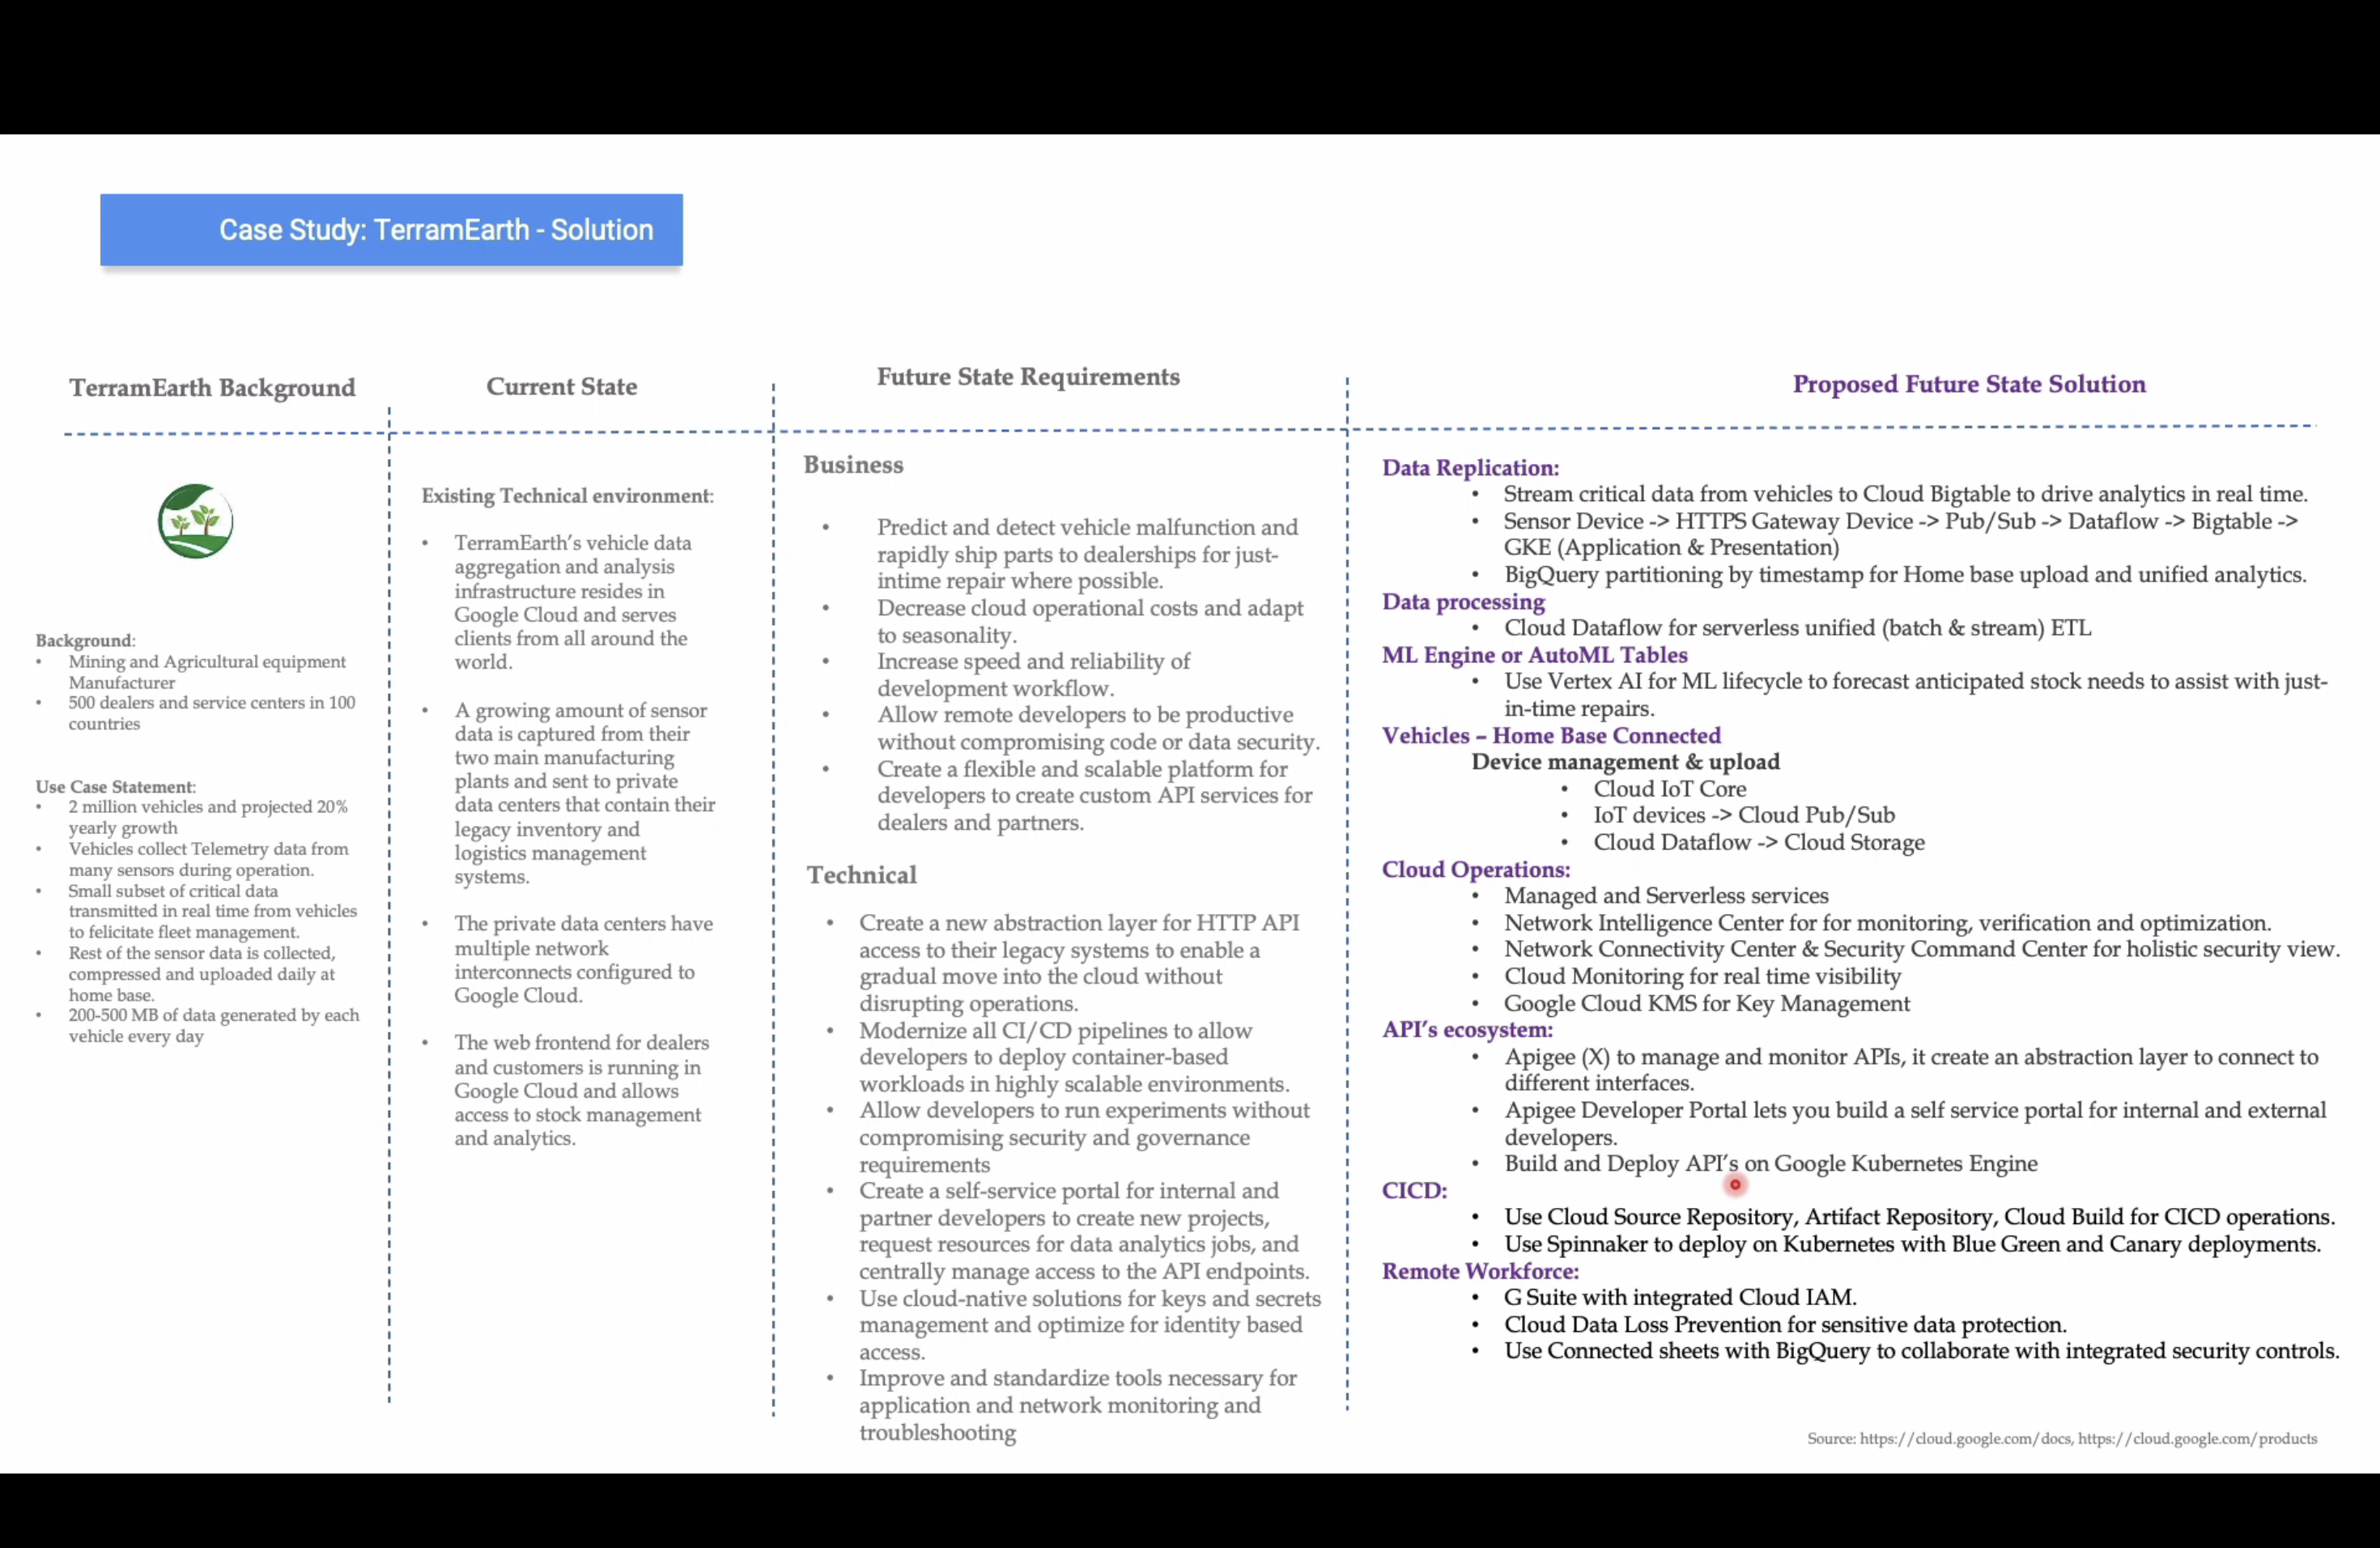 Case Study: TerramEarth - Solution
TerramEarth Background
Background:
• Mining and Agricultural equipment
Manufacturer
• 500 dealers and service centers in 100
countries
Use Case Statement:
• 2 million vehicles and projected 20%
yearly growth
• Vehicles collect Telemetry data from
many sensors during operation.
• Small subset of critical data
transmitted in real time from vehicles
to felicitate fleet management.
• Rest of the sensor data is collected,
compressed and uploaded daily at
home base.
• 200-500 MB of data generated by each
vehicle every day
Current State
Existing Technical environment:
• TerramEarth's vehicle data
aggregation and analysis
infrastructure resides in
Google Cloud and serves
clients from all around the
world.
• A growing amount of sensor
data is captured from their
two main manufacturing
plants and sent to private
data centers that contain their
legacy inventory and
logistics management
systems.
• The private data centers have
multiple network
interconnects configured to
Google Cloud.
• The web frontend for dealers
and customers is running in
Google Cloud and allows
access to stock management
and analytics.
Future State Requirements
Business
• Predict and detect vehicle malfunction and
rapidly ship parts to dealerships for just-
intime repair where possible.
• Decrease cloud operational costs and adapt
to seasonality.
• Increase speed and reliability of
development workflow.
• Allow remote developers to be productive
without compromising code or data security.
• Create a flexible and scalable platform for
developers to create custom API services for
dealers and partners.
Technical
• Create a new abstraction layer for HTTP API
access to their legacy systems to enable a
gradual move into the cloud without
disrupting operations.
• Modernize all CI/CD pipelines to allow
developers to deploy container-based
workloads in highly scalable environments.
• Allow developers to run experiments without
compromising security and governance
requirements
• Create a self-service portal for internal and
partner developers to create new projects,
request resources for data analytics jobs, and
centrally manage access to the API endpoints.
• Use cloud-native solutions for keys and secrets
management and optimize for identity based
access.
• Improve and standardize tools necessary for
application and network monitoring and
troubleshooting
Proposed Future State Solution
Data Replication:
• Stream critical data from vehicles to Cloud Bigtable to drive analytics in real time.
• Sensor Device -> HTTPS Gateway Device -> Pub/Sub -> Dataflow -> Bigtable ->
GKE (Application & Presentation)
• BigQuery partitioning by timestamp for Home base upload and unified analytics.
Data processing
• Cloud Dataflow for serverless unified (batch & stream) ETL
ML Engine or AutoML Tables
• Use Vertex AI for ML lifecycle to forecast anticipated stock needs to assist with just-
in-time repairs.
Vehicles – Home Base Connected
Device management & upload
• Cloud IoT Core
• IoT devices -> Cloud Pub/Sub
• Cloud Dataflow -> Cloud Storage
Cloud Operations:
• Managed and Serverless services
• Network Intelligence Center for for monitoring, verification and optimization.
• Network Connectivity Center & Security Command Center for holistic security view.
• Cloud Monitoring for real time visibility
• Google Cloud KMS for Key Management
API's ecosystem:
• Apigee (X) to manage and monitor APIs, it create an abstraction layer to connect to
different interfaces.
• Apigee Developer Portal lets you build a self service portal for internal and external
developers.
• Build and Deploy API's on Google Kubernetes Engine
CICD:
• Use Cloud Source Repository, Artifact Repository, Cloud Build for CICD operations.
• Use Spinnaker to deploy on Kubernetes with Blue Green and Canary deployments.
Remote Workforce:
• G Suite with integrated Cloud IAM.
• Cloud Data Loss Prevention for sensitive data protection.
• Use Connected sheets with BigQuery to collaborate with integrated security controls.
Source: https://cloud.google.com/docs, https://cloud.google.com/products